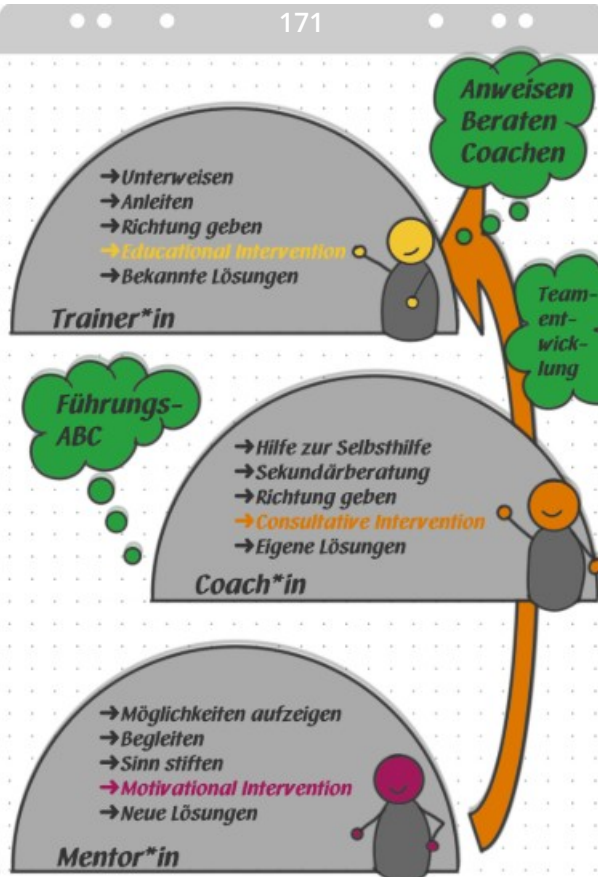 171
Anweisen
Beraten
Coachen
→Unterweisen
→Anleiten
→Richtung geben
→Educational Intervention
→Bekannte Lösungen
Trainer*in
Team-
ent-
wick-
lung
Führungs-
ABC
→Hilfe zur Selbsthilfe
→Sekundärberatung
→Richtung geben
→Consultative Intervention
→Eigene Lösungen
Coach*in
→Möglichkeiten aufzeigen
→Begleiten
→Sinn stiften
→Motivational Intervention
→Neue Lösungen
Mentor*in